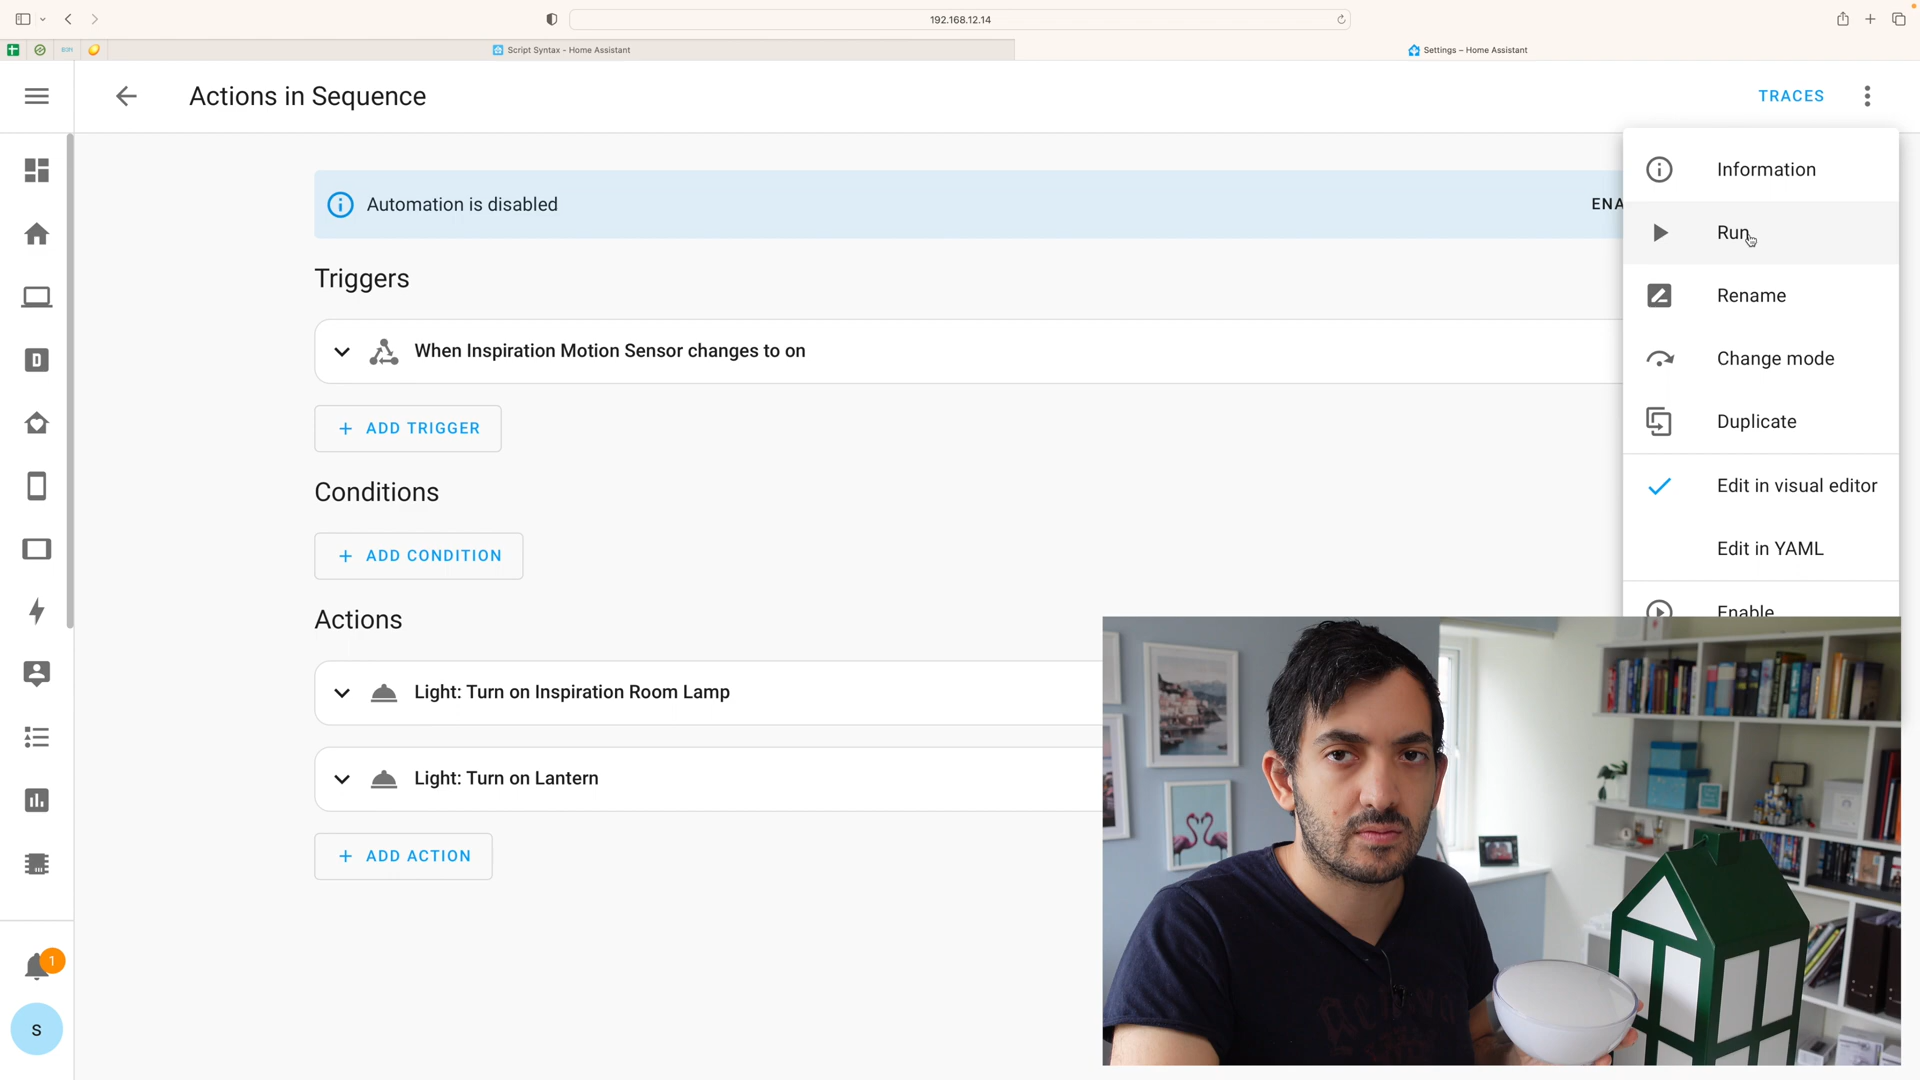 192.168.12.14
Script Syntax - Home Assistant
Settings – Home Assistant
Actions in Sequence
TRACES
Information
Automation is disabled
ENA
Run
Triggers
Rename
When Inspiration Motion Sensor changes to on
Change mode
+ ADD TRIGGER
Duplicate
Conditions
Edit in visual editor
+ ADD CONDITION
Edit in YAML
Actions
Enable
Light: Turn on Inspiration Room Lamp
Light: Turn on Lantern
+ ADD ACTION
D
1
S